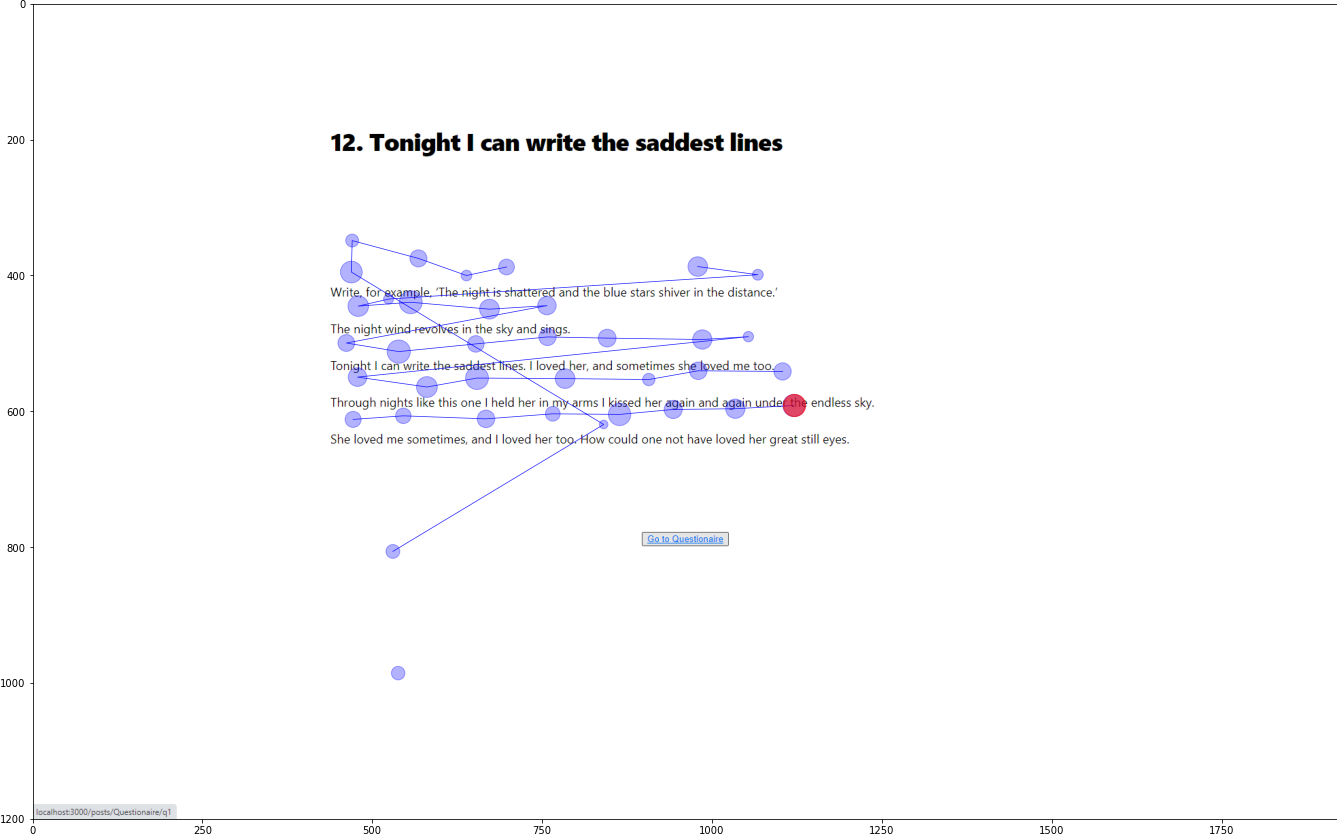 0
200
400
600
800
1000
1200
12. Tonight I can write the saddest lines
Write, for example, 'The night is shattered and the blue stars shiver in the distance.'
The night wind revolves in the sky and sings.
Tonight I can write the saddest lines. I loved her, and sometimes she loved me too.
Through nights like this one I held her in my arms I kissed her again and again under the endless sky.
She loved me sometimes, and I loved her too. How could one not have loved her great still eyes.
Go to Questionaire
localhost:3000/posts/Questionaire/q1
0 250 500 750 1000 1250 1500 1750